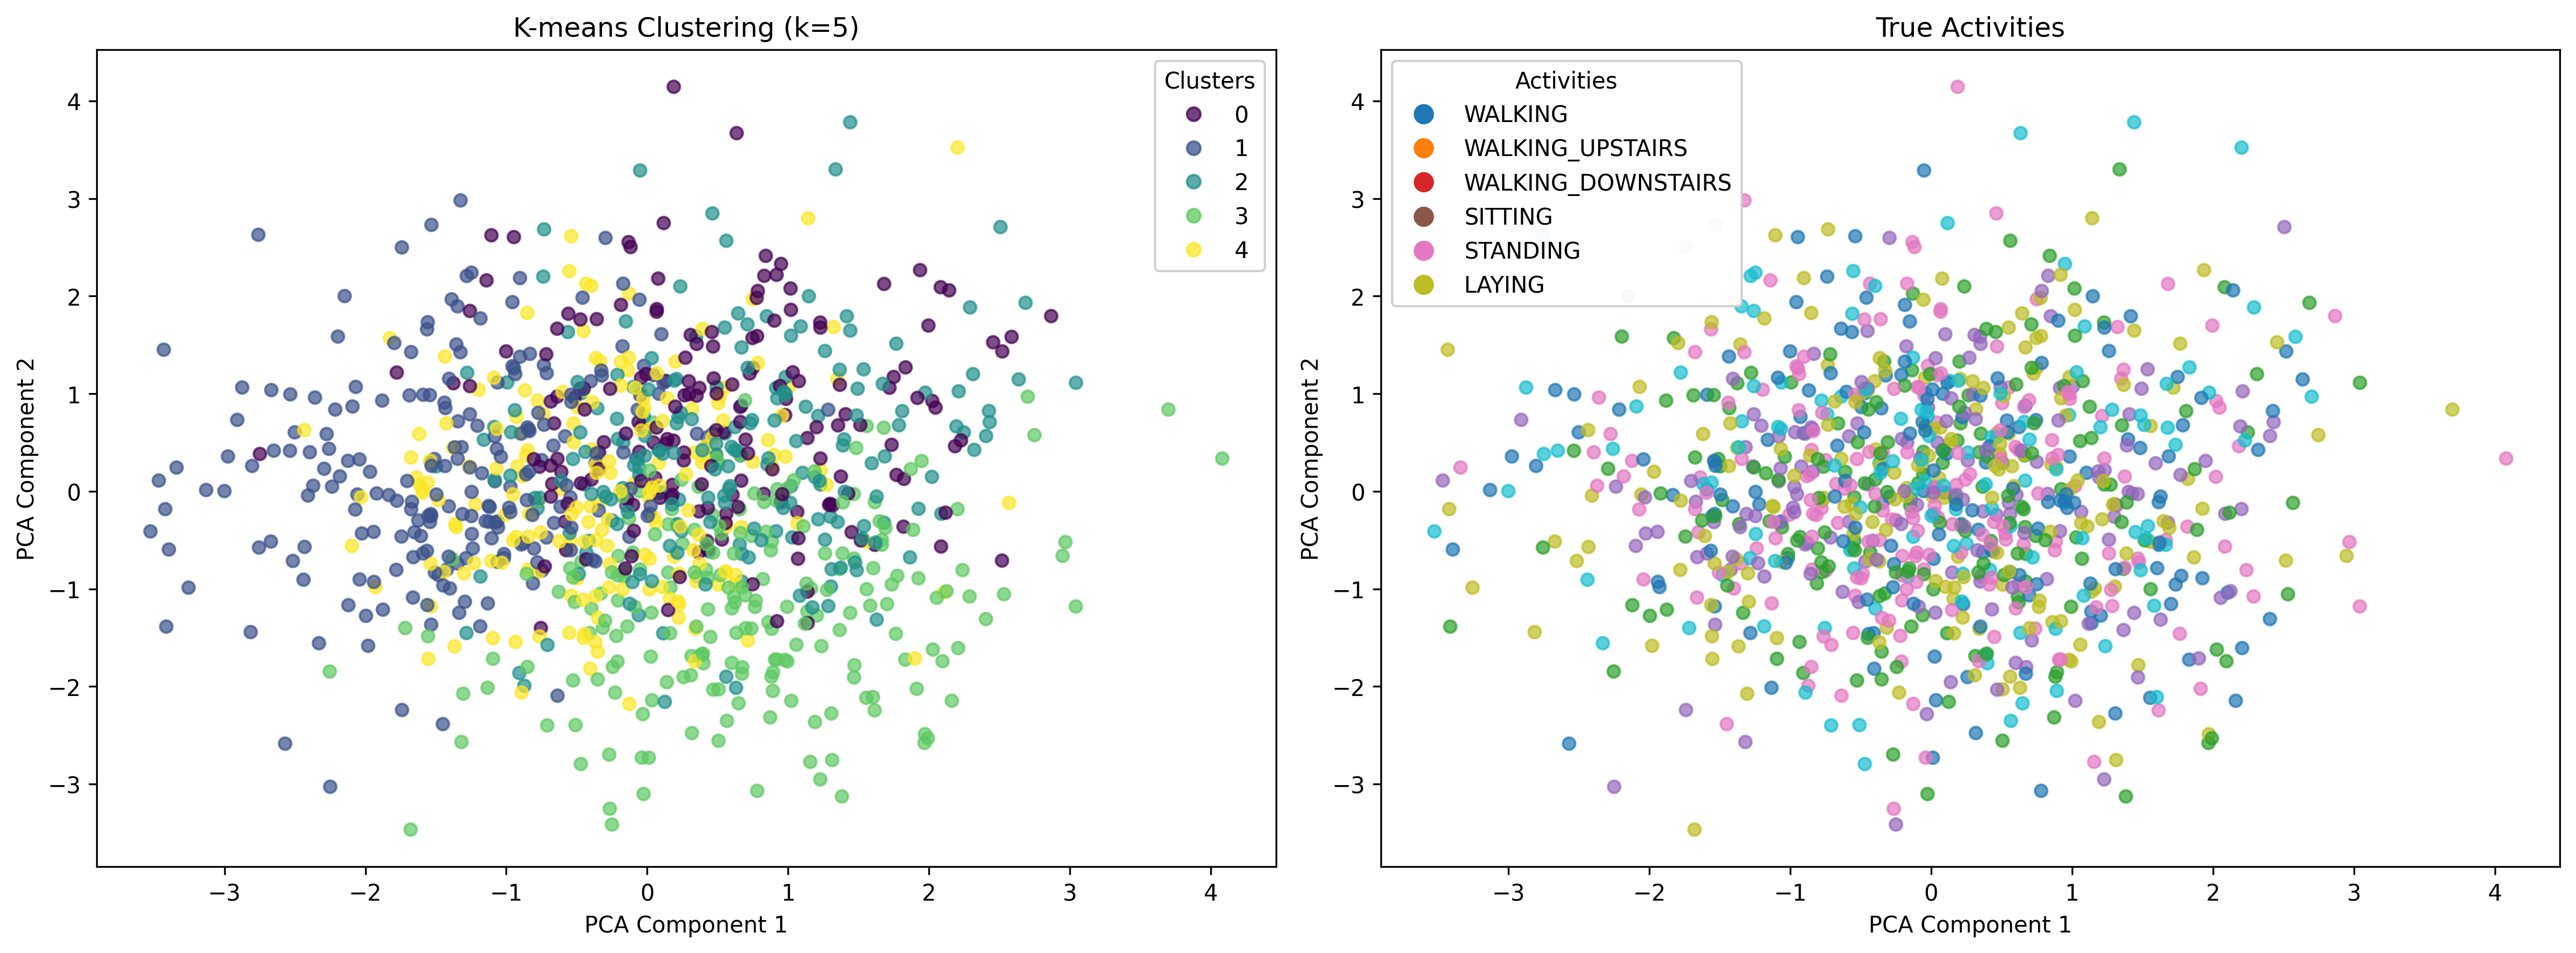 K-means Clustering (k=5)
Clusters
0
1
2
3
4
4
3
2
1
0
−1
−2
−3
PCA Component 2
−3
−2
−1
0
1
2
3
4
PCA Component 1
True Activities
Activities
WALKING
WALKING_UPSTAIRS
WALKING_DOWNSTAIRS
SITTING
STANDING
LAYING
4
3
2
1
0
−1
−2
−3
PCA Component 2
−3
−2
−1
0
1
2
3
4
PCA Component 1